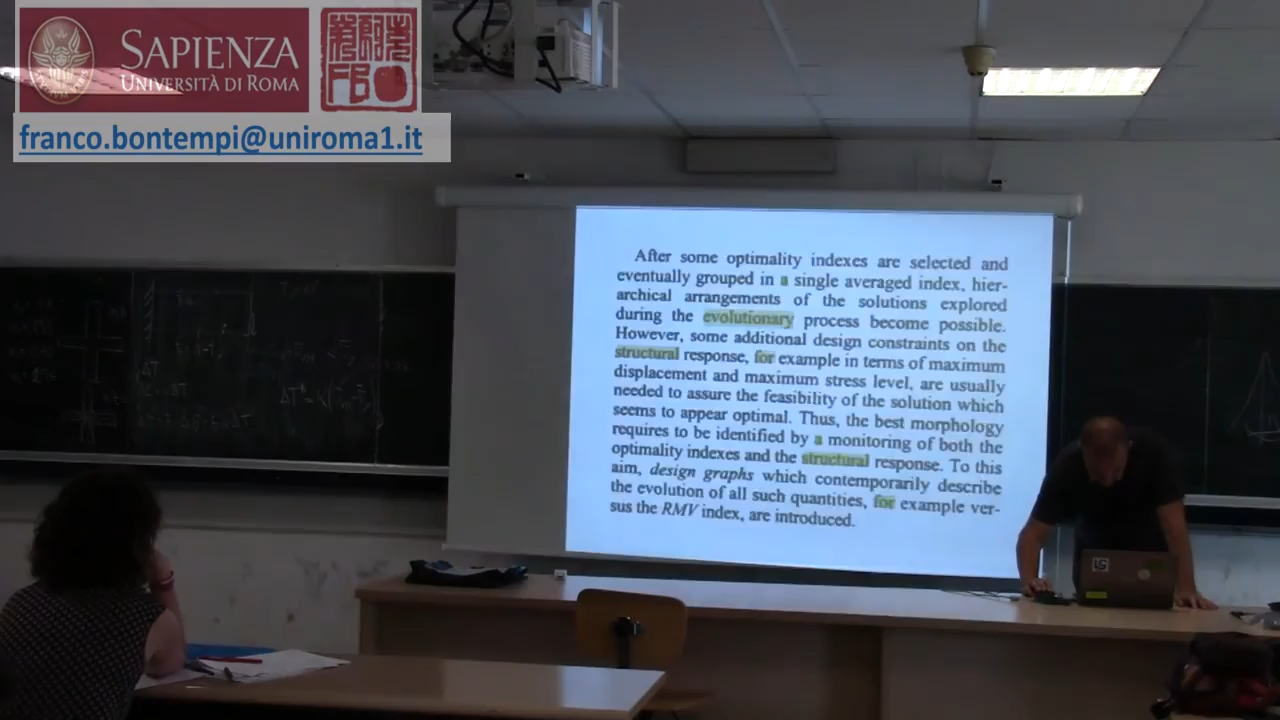 SAPIENZA
UNIVERSITÀ DI ROMA
FBO
franco.bontempi@uniroma1.it
After some optimality indexes are selected and
eventually grouped in a single averaged index, hier-
archical arrangements of the solutions explored
during the evolutionary process become possible.
However, some additional design constraints on the
structural response, for example in terms of maximum
displacement and maximum stress level, are usually
needed to assure the feasibility of the solution which
seems to appear optimal. Thus, the best morphology
requires to be identified by a monitoring of both the
optimality indexes and the structural response. To this
aim, design graphs which contemporarily describe
the evolution of all such quantities, for example ver-
sus the RMV index, are introduced.